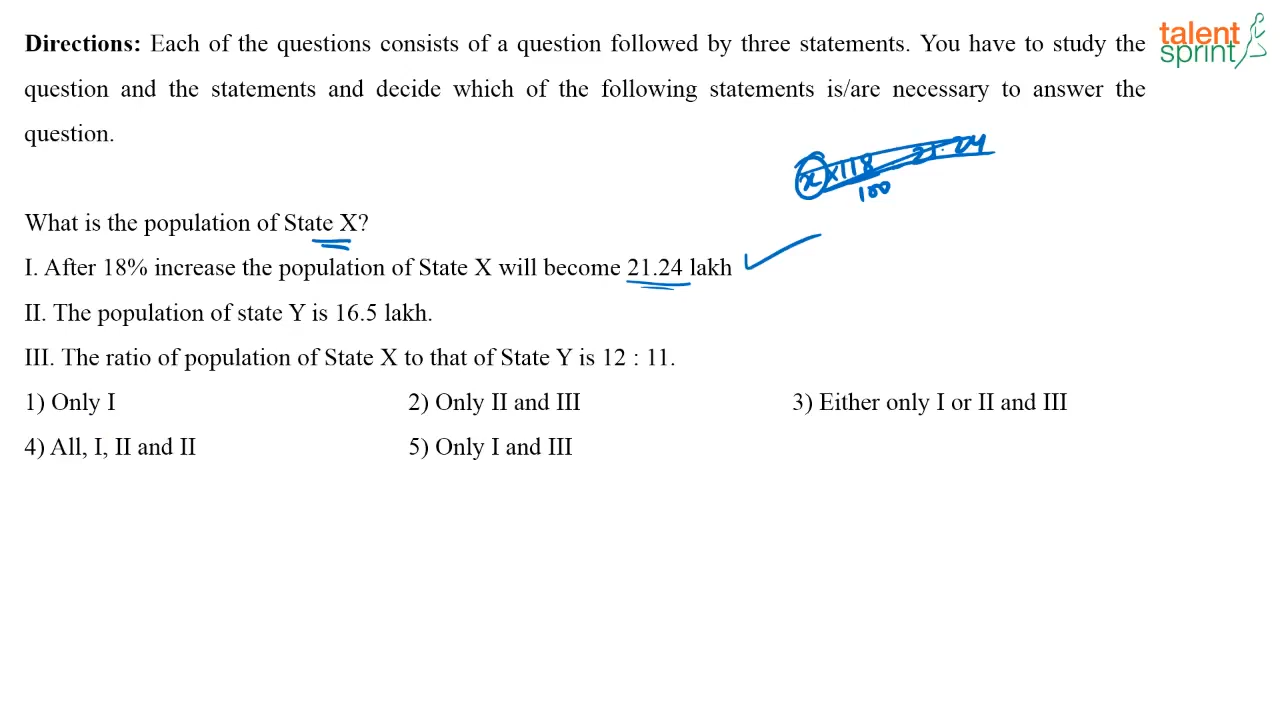 talent
sprint
Directions: Each of the questions consists of a question followed by three statements. You have to study the
question and the statements and decide which of the following statements is/are necessary to answer the
question.
x × 118 21.24
100
What is the population of State X?
I. After 18% increase the population of State X will become 21.24 lakh
II. The population of state Y is 16.5 lakh.
III. The ratio of population of State X to that of State Y is 12 : 11.
1) Only I 2) Only II and III 3) Either only I or II and III
4) All, I, II and II 5) Only I and III